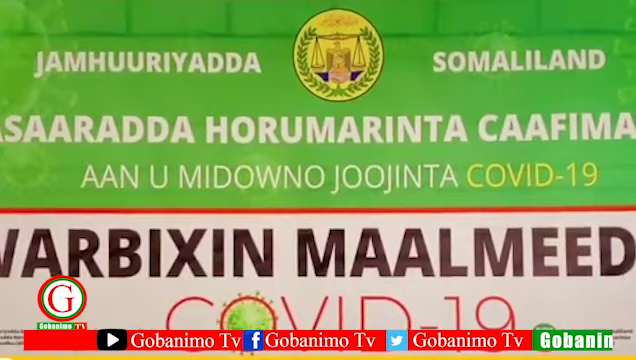 JAMHUURIYADDA SOMALILAND
ASAARADDA HORUMARINTA CAAFIMA
AAN U MIDOWNO JOOJINTA COVID-19
WARBIXIN MAALMEED
COVID-19
G
Gobanimo TV
Gobanimo Tv Gobanimo Tv Gobanimo Tv Gobanim